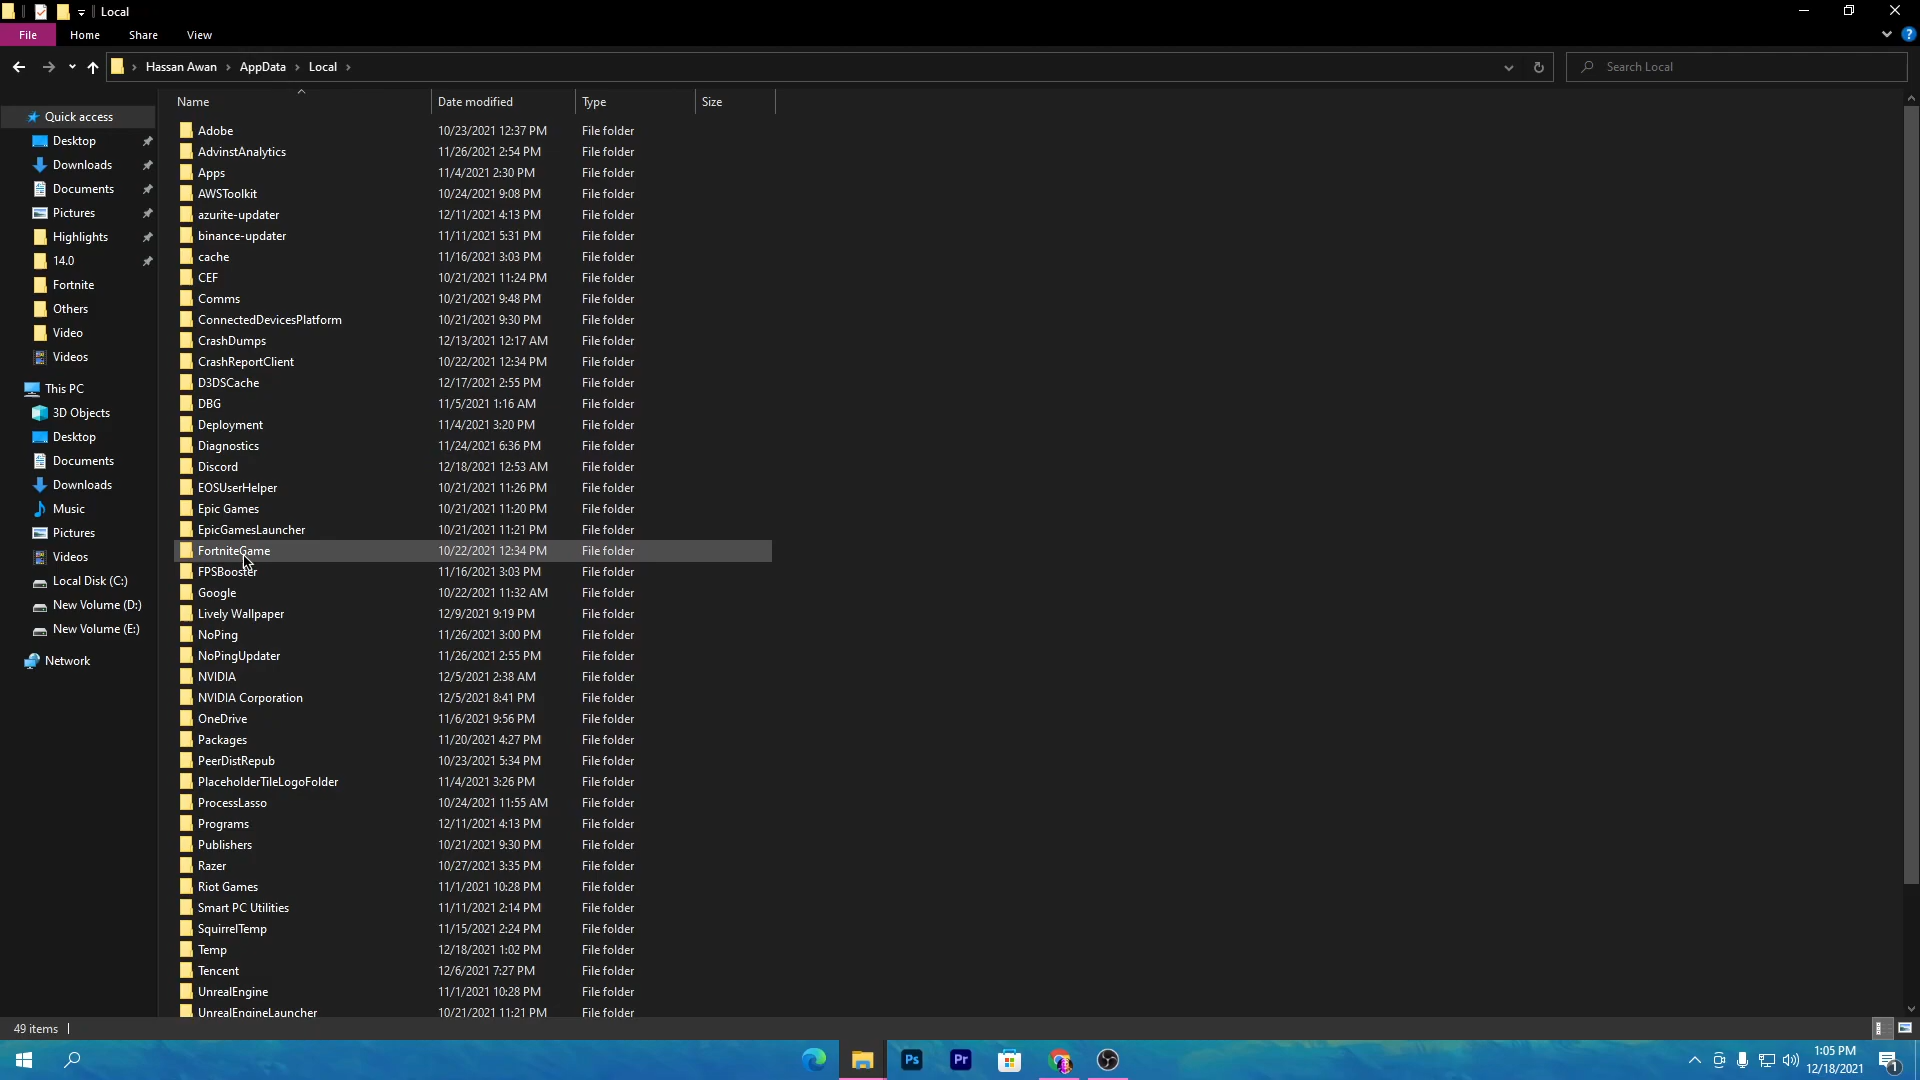 Local
File Home Share View
Hassan Awan AppData Local
Search Local
Name Date modified Type Size
Quick access
Desktop
Downloads
Documents
Pictures
Highlights
14.0
Fortnite
Others
Video
Videos
This PC
3D Objects
Desktop
Documents
Downloads
Music
Pictures
Videos
Local Disk (C:)
New Volume (D:)
New Volume (E:)
Network
Adobe 10/23/2021 12:37 PM File folder
AdvinstAnalytics 11/26/2021 2:54 PM File folder
Apps 11/4/2021 2:30 PM File folder
AWSToolkit 10/24/2021 9:08 PM File folder
azurite-updater 12/11/2021 4:13 PM File folder
binance-updater 11/11/2021 5:31 PM File folder
cache 11/16/2021 3:03 PM File folder
CEF 10/21/2021 11:24 PM File folder
Comms 10/21/2021 9:48 PM File folder
ConnectedDevicesPlatform 10/21/2021 9:30 PM File folder
CrashDumps 12/13/2021 12:17 AM File folder
CrashReportClient 10/22/2021 12:34 PM File folder
D3DSCache 12/17/2021 2:55 PM File folder
DBG 11/5/2021 1:16 AM File folder
Deployment 11/4/2021 3:20 PM File folder
Diagnostics 11/24/2021 6:36 PM File folder
Discord 12/18/2021 12:53 AM File folder
EOSUserHelper 10/21/2021 11:26 PM File folder
Epic Games 10/21/2021 11:20 PM File folder
EpicGamesLauncher 10/21/2021 11:21 PM File folder
FortniteGame 10/22/2021 12:34 PM File folder
FPSBooster 11/16/2021 3:03 PM File folder
Google 10/22/2021 11:32 AM File folder
Lively Wallpaper 12/9/2021 9:19 PM File folder
NoPing 11/26/2021 3:00 PM File folder
NoPingUpdater 11/26/2021 2:55 PM File folder
NVIDIA 12/5/2021 2:38 AM File folder
NVIDIA Corporation 12/5/2021 8:41 PM File folder
OneDrive 11/6/2021 9:56 PM File folder
Packages 11/20/2021 4:27 PM File folder
PeerDistRepub 10/23/2021 5:34 PM File folder
PlaceholderTileLogoFolder 11/4/2021 3:26 PM File folder
ProcessLasso 10/24/2021 11:55 AM File folder
Programs 12/11/2021 4:13 PM File folder
Publishers 10/21/2021 9:30 PM File folder
Razer 10/27/2021 3:35 PM File folder
Riot Games 11/1/2021 10:28 PM File folder
Smart PC Utilities 11/11/2021 2:14 PM File folder
SquirrelTemp 11/15/2021 2:24 PM File folder
Temp 12/18/2021 1:02 PM File folder
Tencent 12/6/2021 7:27 PM File folder
UnrealEngine 11/1/2021 10:28 PM File folder
UnrealEngineLauncher 10/21/2021 11:21 PM File folder
49 items
Ps Pr
1:05 PM
12/18/2021
1